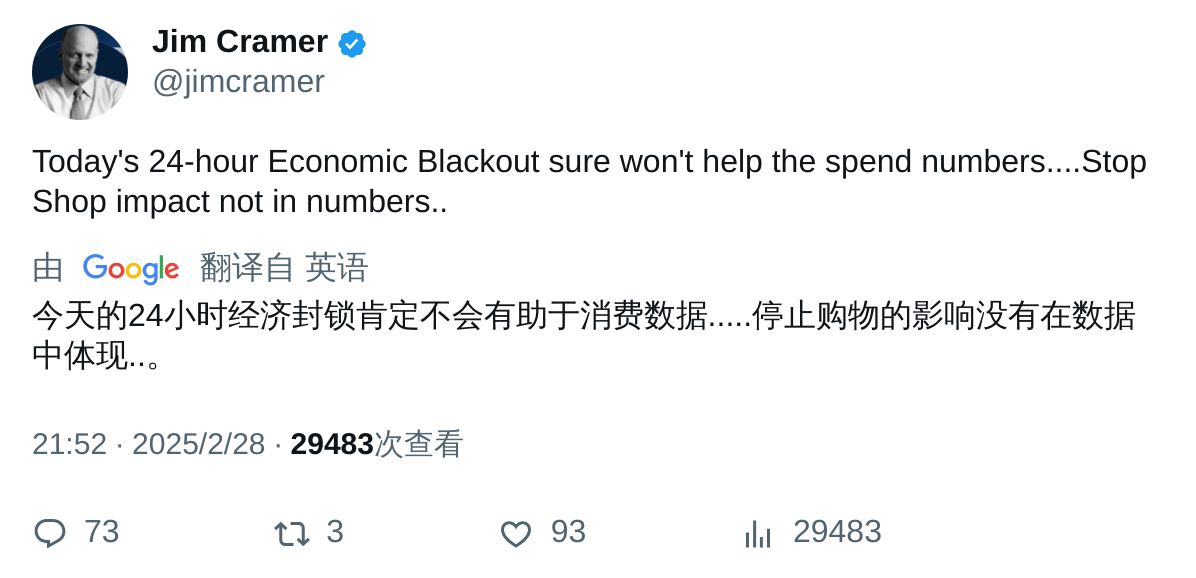 Jim Cramer
@jimcramer
Today's 24-hour Economic Blackout sure won't help the spend numbers....Stop
Shop impact not in numbers..
由 Google 翻译自 英语
今天的24小时经济封锁肯定不会有助于消费数据.....停止购物的影响没有在数据
中体现..。
21:52 · 2025/2/28 · 29483次查看
73 3 93 29483